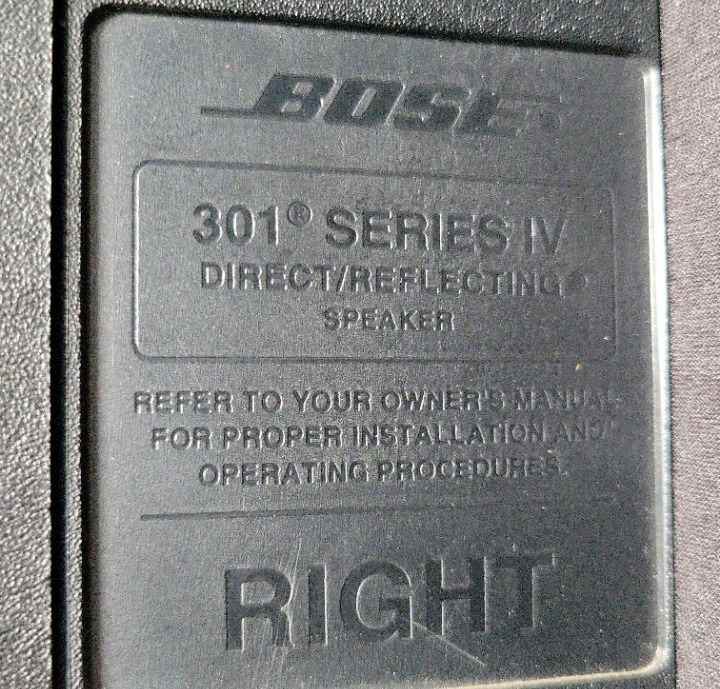 BOSE
301® SERIES IV
DIRECT/REFLECTING®
SPEAKER
REFER TO YOUR OWNER'S MANUAL
FOR PROPER INSTALLATION AND
OPERATING PROCEDURES.
RIGHT